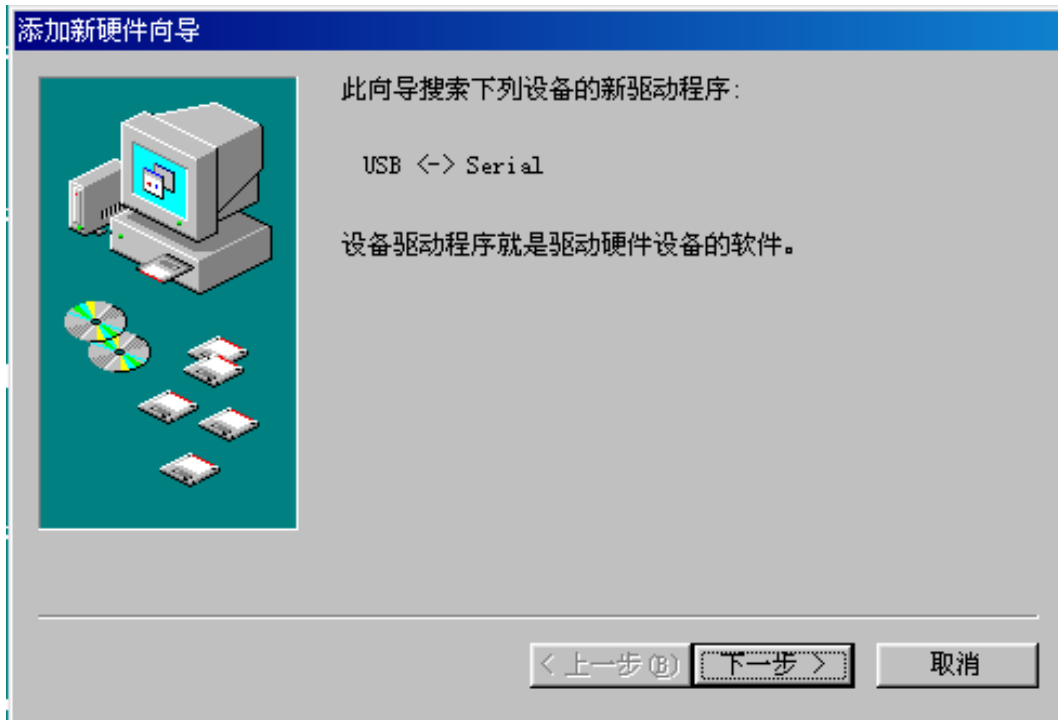 添加新硬件向导
此向导搜索下列设备的新驱动程序:
USB <-> Serial
设备驱动程序就是驱动硬件设备的软件。
< 上一步(B)
下一步 >
取消